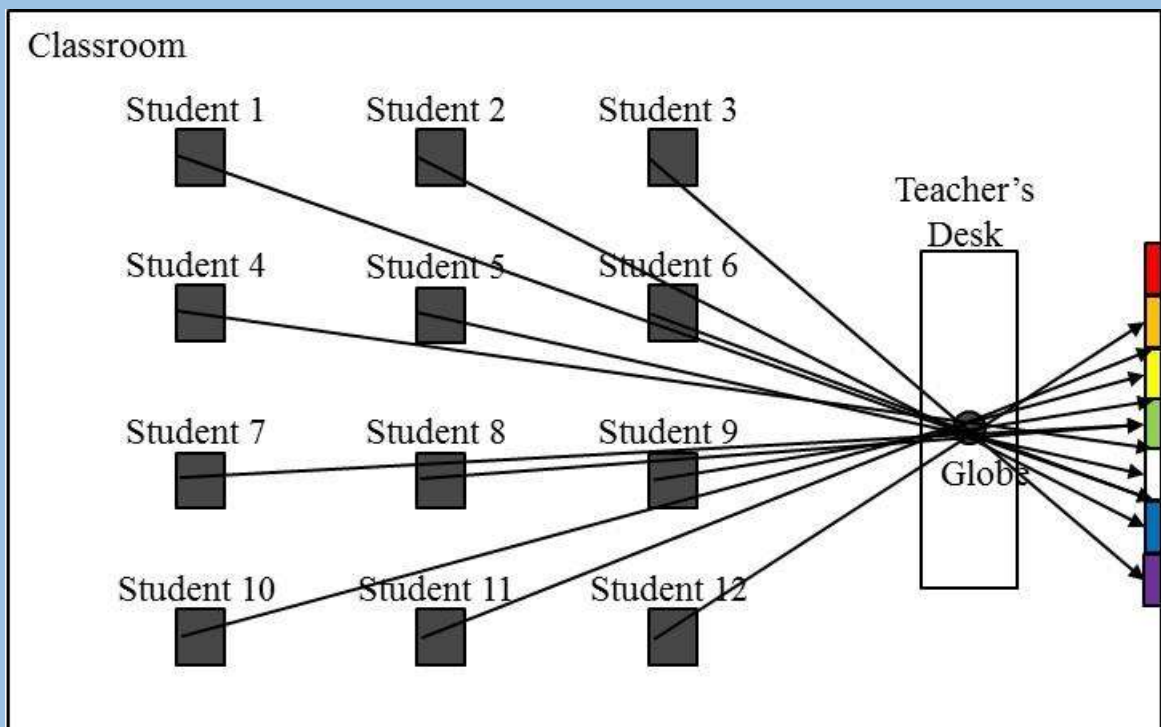 Classroom
Student 1
Student 2
Student 3
Teacher’s
Desk
Student 4
Student 5
Student 6
Student 7
Student 8
Student 9
Globe
Student 10
Student 11
Student 12